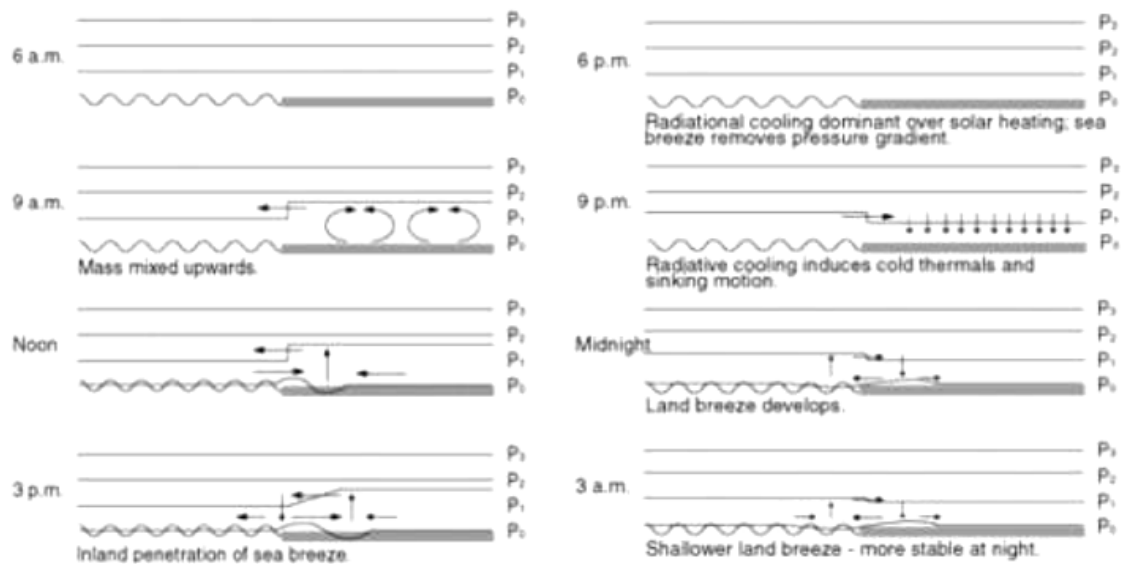 P₃
6 a.m.
P₂
P₁
P₀
9 a.m.
P₃
P₂
P₁
P₀
Mass mixed upwards.
Noon
P₃
P₂
P₁
P₀
3 p.m.
P₃
P₂
P₁
P₀
Inland penetration of sea breeze.
6 p.m.
P₃
P₂
P₁
P₀
Radiational cooling dominant over solar heating; sea
breeze removes pressure gradient.
9 p.m.
P₃
P₂
P₁
P₀
Radiative cooling induces cold thermals and
sinking motion.
Midnight
P₃
P₂
P₁
P₀
Land breeze develops.
3 a.m.
P₃
P₂
P₁
P₀
Shallower land breeze - more stable at night.